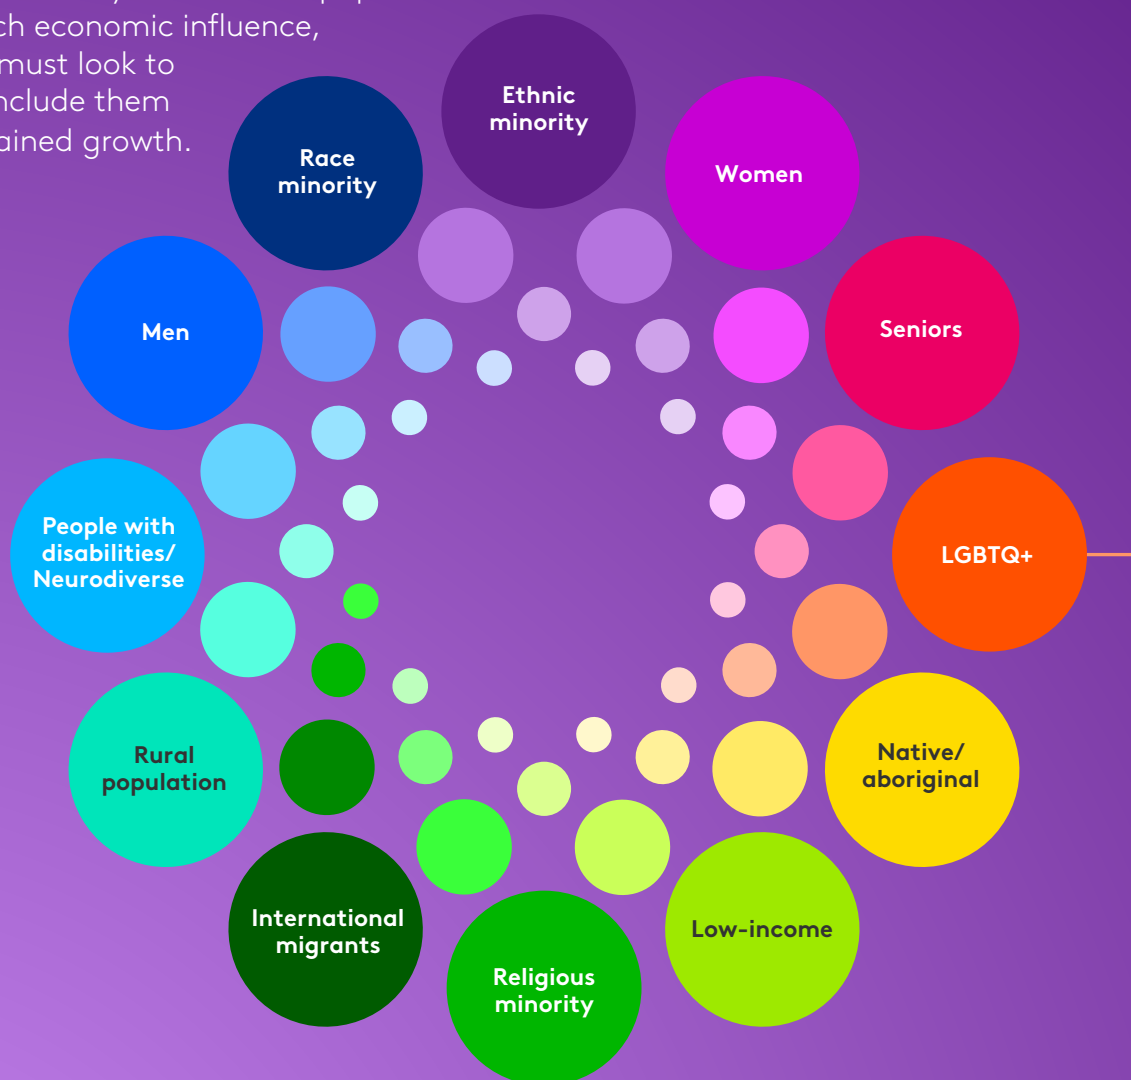 ch economic influence,
must look to
nclude them
ained growth.
Ethnic
minority
Race
minority
Women
Men
Seniors
People with
disabilities/
Neurodiverse
LGBTQ+
Rural
population
Native/
aboriginal
International
migrants
Low-income
Religious
minority